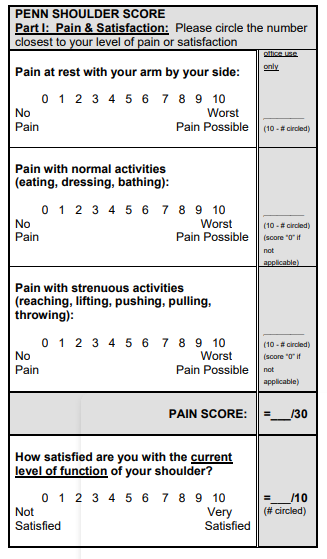 PENN SHOULDER SCORE
Part I: Pain & Satisfaction: Please circle the number
closest to your level of pain or satisfaction
office use
only
Pain at rest with your arm by your side:
0 1 2 3 4 5 6 7 8 9 10
No Worst
Pain Pain Possible
(10 - # circled)
Pain with normal activities
(eating, dressing, bathing):
0 1 2 3 4 5 6 7 8 9 10
No Worst
Pain Pain Possible
(10 - # circled)
(score "0" if
not
applicable)
Pain with strenuous activities
(reaching, lifting, pushing, pulling,
throwing):
0 1 2 3 4 5 6 7 8 9 10
No Worst
Pain Pain Possible
(10 - # circled)
(score "0" if
not
applicable)
PAIN SCORE: =___/30
How satisfied are you with the current
level of function of your shoulder?
0 1 2 3 4 5 6 7 8 9 10
Not Very
Satisfied Satisfied
=___/10
(# circled)